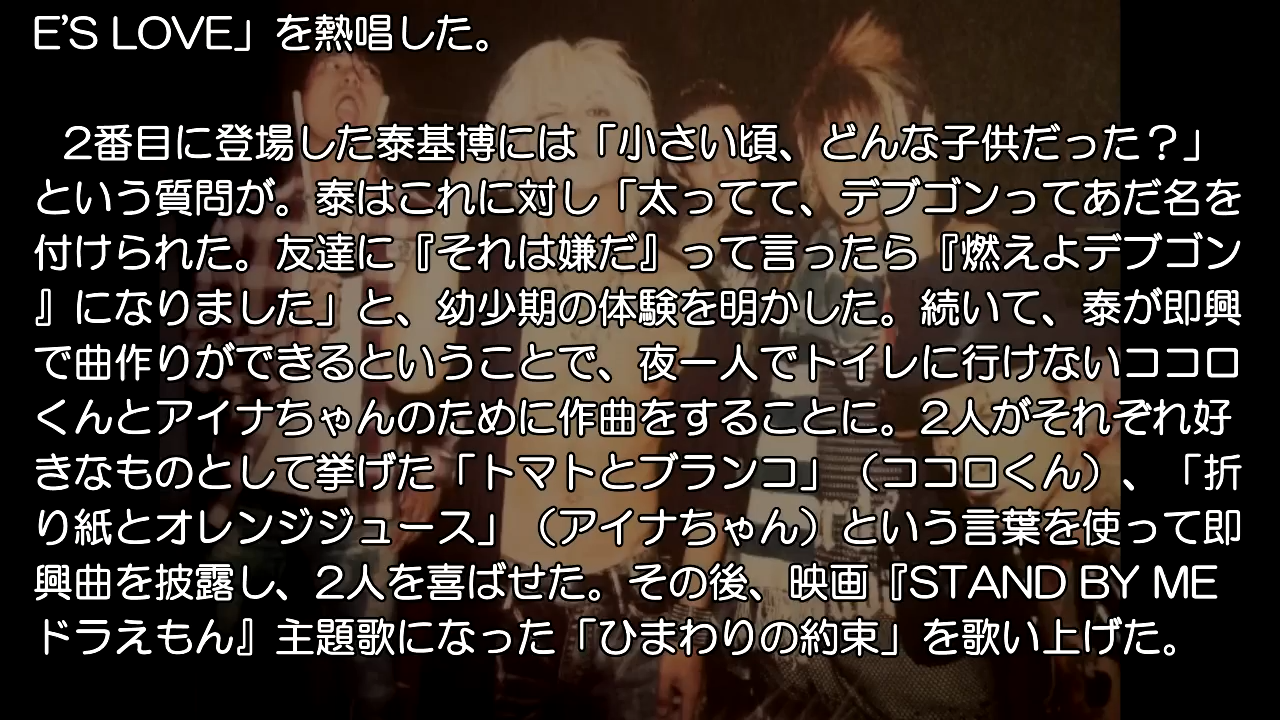 E’S LOVE」を熱唱した。
2番目に登場した泰基博には「小さい頃、どんな子供だった？」
という質問が。泰はこれに対し「太ってて、デブゴンってあだ名を
付けられた。友達に『それは嫌だ』って言ったら『燃えよデブゴン
』になりました」と、幼少期の体験を明かした。続いて、泰が即興
で曲作りができるということで、夜一人でトイレに行けないココロ
くんとアイナちゃんのために作曲をすることに。2人がそれぞれ好
きなものとして挙げた「トマトとブランコ」（ココロくん）、「折
り紙とオレンジジュース」（アイナちゃん）という言葉を使って即
興曲を披露し、2人を喜ばせた。その後、映画『STAND BY ME
ドラえもん』主題歌になった「ひまわりの約束」を歌い上げた。